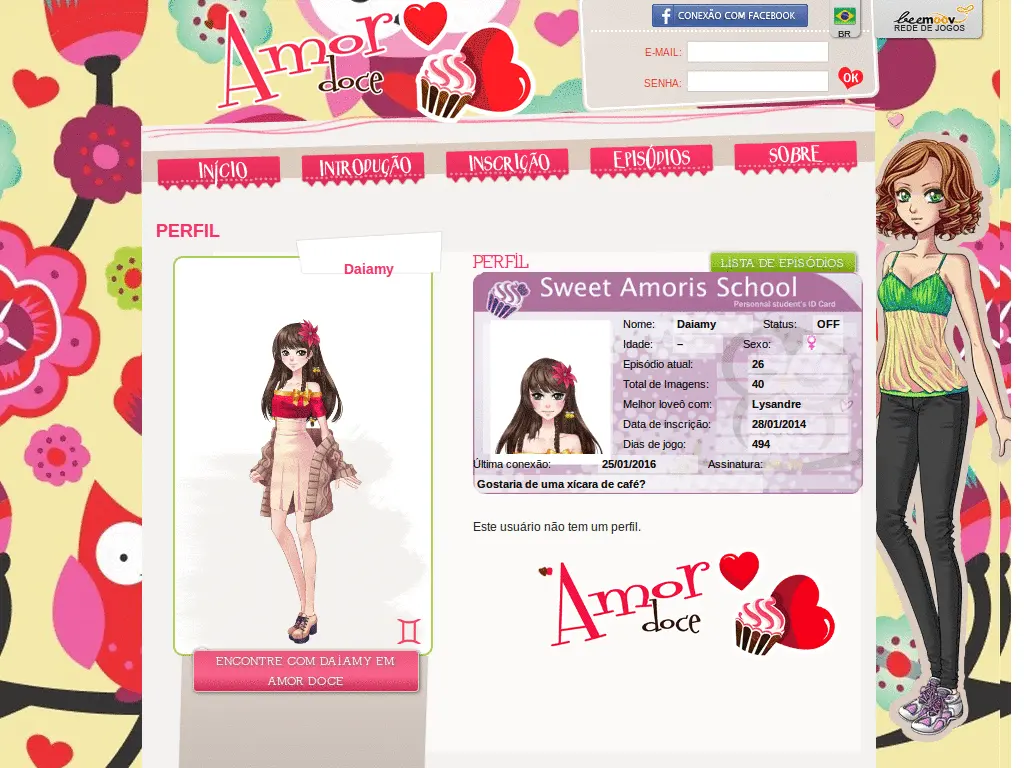 Amor
doce
CONEXÃO COM FACEBOOK
BR
beemoov
REDE DE JOGOS
E-MAIL:
SENHA:
OK
INÍCIO
INTRODUÇÃO
INSCRIÇÃO
EPISÓDIOS
SOBRE
PERFIL
Daiamy
PERFIL
LISTA DE EPISÓDIOS
Sweet Amoris School
Personnal student's ID Card
Nome: Daiamy Status: OFF
Idade: – Sexo:
Episódio atual: 26
Total de Imagens: 40
Melhor loveô com: Lysandre
Data de inscrição: 28/01/2014
Dias de jogo: 494
Última conexão: 25/01/2016 Assinatura:
Gostaria de uma xícara de café?
Este usuário não tem um perfil.
Amor
doce
ENCONTRE COM DAIAMY EM
AMOR DOCE